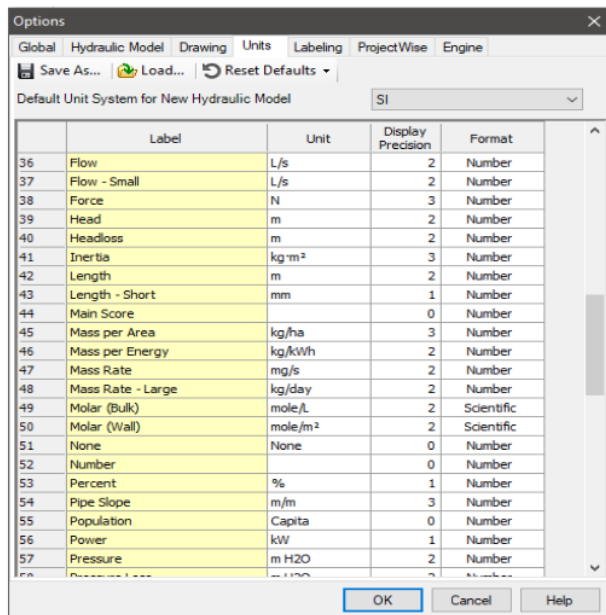 Options
Global Hydraulic Model Drawing Units Labeling ProjectWise Engine
Save As... Load... Reset Defaults
Default Unit System for New Hydraulic Model SI
Label Unit Display Precision Format
36 Flow L/s 2 Number
37 Flow - Small L/s 2 Number
38 Force N 3 Number
39 Head m 2 Number
40 Headloss m 2 Number
41 Inertia kg·m² 3 Number
42 Length m 2 Number
43 Length - Short mm 1 Number
44 Main Score 0 Number
45 Mass per Area kg/ha 3 Number
46 Mass per Energy kg/kWh 2 Number
47 Mass Rate mg/s 2 Number
48 Mass Rate - Large kg/day 2 Number
49 Molar (Bulk) mole/L 2 Scientific
50 Molar (Wall) mole/m² 2 Scientific
51 None None 0 Number
52 Number 0 Number
53 Percent % 1 Number
54 Pipe Slope m/m 3 Number
55 Population Capita 0 Number
56 Power kW 1 Number
57 Pressure m H2O 2 Number
OK Cancel Help